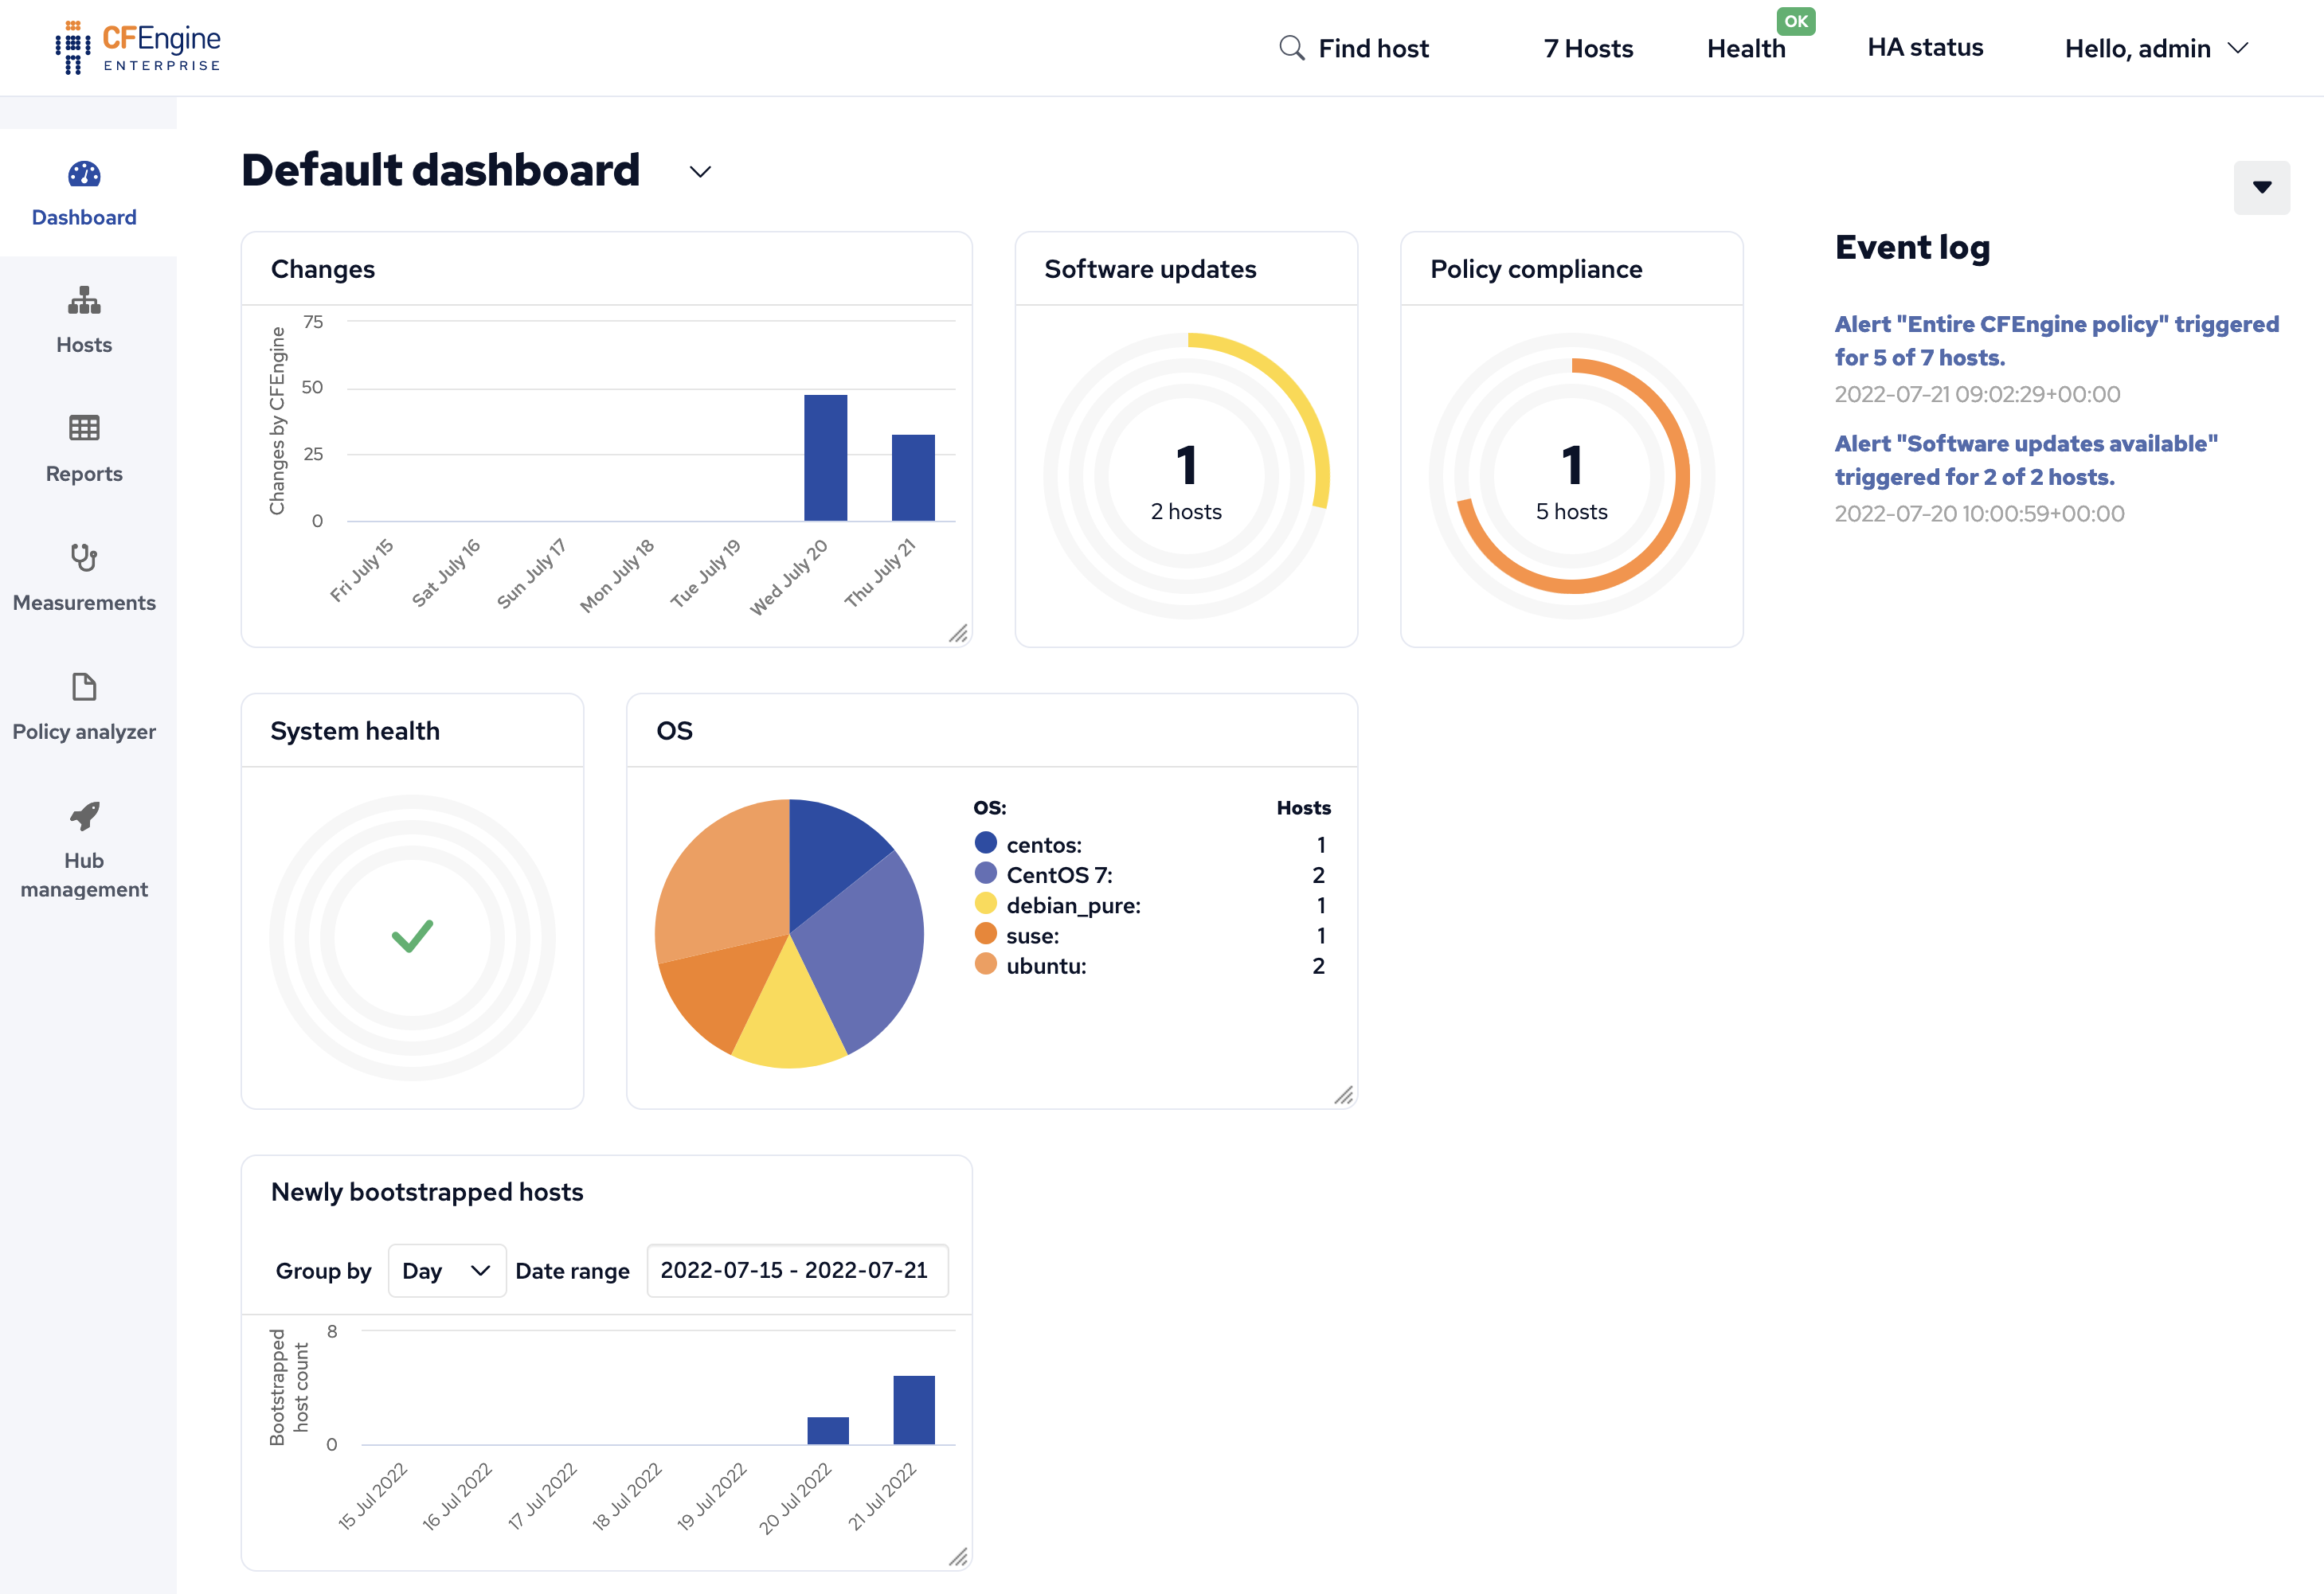 CFEngine
ENTERPRISE
Find host
7 Hosts
Health
OK
HA status
Hello, admin
Dashboard
Hosts
Reports
Measurements
Policy analyzer
Hub
management
Default dashboard
Changes
Changes by CFEngine
75
50
25
0
Fri July 15
Sat July 16
Sun July 17
Mon July 18
Tue July 19
Wed July 20
Thu July 21
Software updates
1
2 hosts
Policy compliance
1
5 hosts
Event log
Alert "Entire CFEngine policy" triggered
for 5 of 7 hosts.
2022-07-21 09:02:29+00:00
Alert "Software updates available"
triggered for 2 of 2 hosts.
2022-07-20 10:00:59+00:00
System health
OS
OS: Hosts
centos: 1
CentOS 7: 2
debian_pure: 1
suse: 1
ubuntu: 2
Newly bootstrapped hosts
Group by Day Date range 2022-07-15 - 2022-07-21
Bootstrapped
host count
8
0
15 Jul 2022
16 Jul 2022
17 Jul 2022
18 Jul 2022
19 Jul 2022
20 Jul 2022
21 Jul 2022